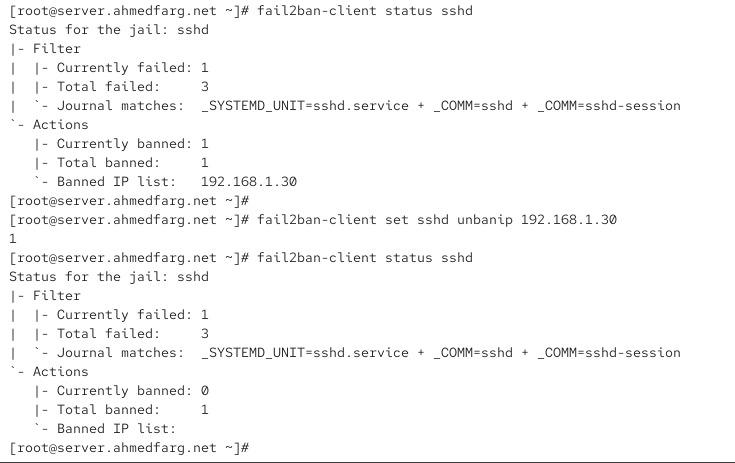 [root@server.ahmedfarg.net ~]# fail2ban-client status sshd
Status for the jail: sshd
|- Filter
|  |- Currently failed: 1
|  |- Total failed:     3
|  `- Journal matches:  _SYSTEMD_UNIT=sshd.service + _COMM=sshd + _COMM=sshd-session
`- Actions
   |- Currently banned: 1
   |- Total banned:     1
   `- Banned IP list:   192.168.1.30
[root@server.ahmedfarg.net ~]#
[root@server.ahmedfarg.net ~]# fail2ban-client set sshd unbanip 192.168.1.30
1
[root@server.ahmedfarg.net ~]# fail2ban-client status sshd
Status for the jail: sshd
|- Filter
|  |- Currently failed: 1
|  |- Total failed:     3
|  `- Journal matches:  _SYSTEMD_UNIT=sshd.service + _COMM=sshd + _COMM=sshd-session
`- Actions
   |- Currently banned: 0
   |- Total banned:     1
   `- Banned IP list:
[root@server.ahmedfarg.net ~]#